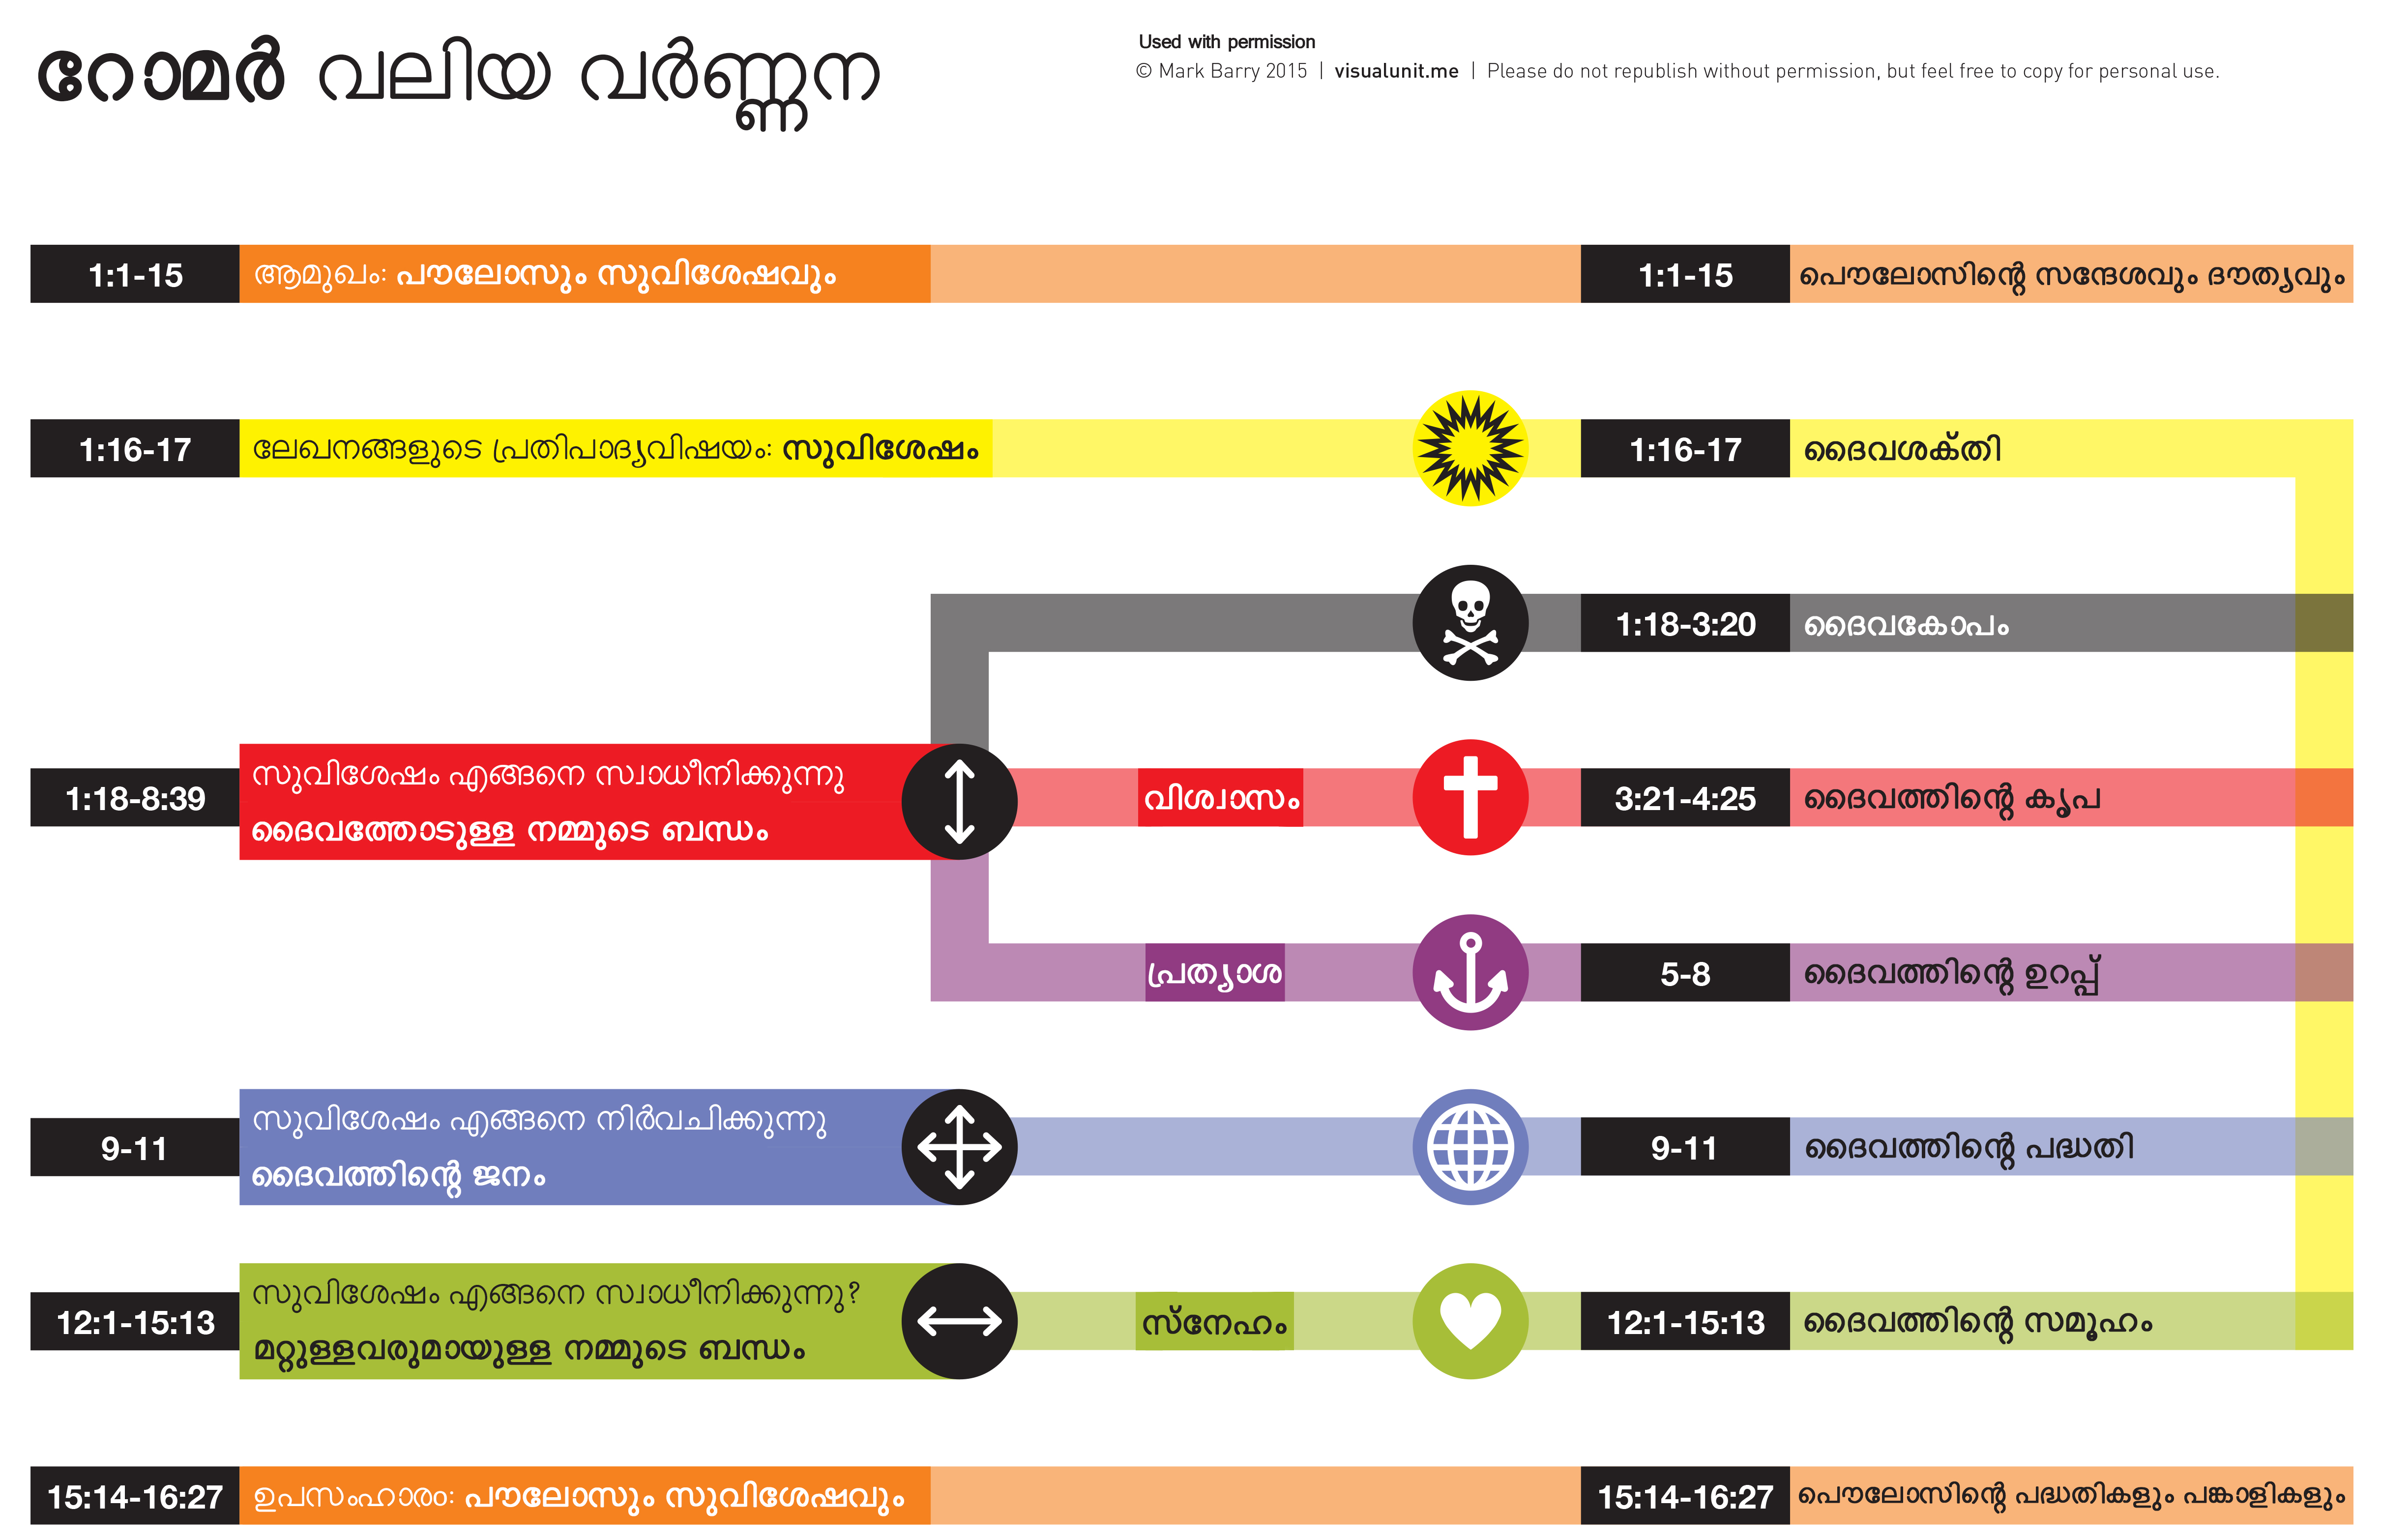 റോമർ വലിയ വർണ്ണന
Used with permission
© Mark Barry 2015 | visualunit.me | Please do not republish without permission, but feel free to copy for personal use.
1:1-15 ആമുഖം: പൗലോസും സുവിശേഷവും 1:1-15 പൌലോസിന്റെ സന്ദേശവും ദൗത്യവും
1:16-17 ലേഖനങ്ങളുടെ പ്രതിപാദ്യവിഷയം: സുവിശേഷം 1:16-17 ദൈവശക്തി
1:18-3:20 ദൈവകോപം
1:18-8:39 സുവിശേഷം എങ്ങനെ സ്വാധീനിക്കുന്നു
ദൈവത്തോടുള്ള നമ്മുടെ ബന്ധം
വിശ്വാസം 3:21-4:25 ദൈവത്തിന്റെ കൃപ
പ്രത്യാശ 5-8 ദൈവത്തിന്റെ ഉറപ്പ്
9-11 സുവിശേഷം എങ്ങനെ നിർവചിക്കുന്നു
ദൈവത്തിന്റെ ജനം
9-11 ദൈവത്തിന്റെ പദ്ധതി
12:1-15:13 സുവിശേഷം എങ്ങനെ സ്വാധീനിക്കുന്നു?
മറ്റുള്ളവരുമായുള്ള നമ്മുടെ ബന്ധം
സ്നേഹം 12:1-15:13 ദൈവത്തിന്റെ സമൂഹം
15:14-16:27 ഉപസംഹാരം: പൗലോസും സുവിശേഷവും 15:14-16:27 പൌലോസിന്റെ പദ്ധതികളും പങ്കാളികളും